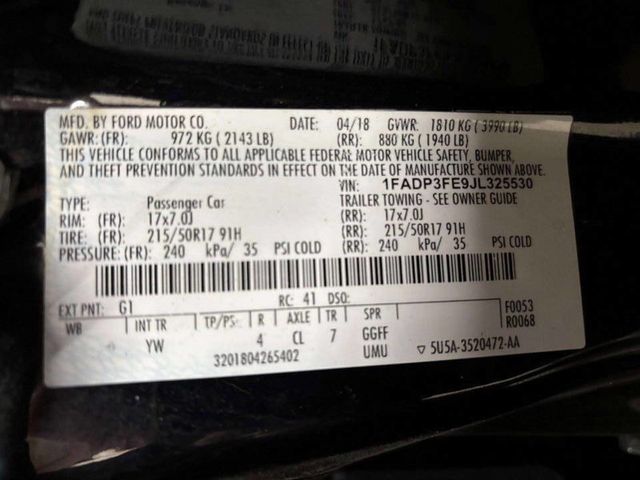 MFD. BY FORD MOTOR CO. DATE: 04/18 GVWR: 1810 KG ( 3990 LB)
GAWR: (FR): 972 KG ( 2143 LB) (RR): 880 KG ( 1940 LB)
THIS VEHICLE CONFORMS TO ALL APPLICABLE FEDERAL MOTOR VEHICLE SAFETY, BUMPER,
AND THEFT PREVENTION STANDARDS IN EFFECT ON THE DATE OF MANUFACTURE SHOWN ABOVE.
VIN: 1FADP3FE9JL325530
TYPE: Passenger Car TRAILER TOWING - SEE OWNER GUIDE
RIM: (FR): 17x7.0J (RR): 17x7.0J
TIRE: (FR): 215/50R17 91H (RR): 215/50R17 91H
PRESSURE: (FR): 240 kPa/ 35 PSI COLD (RR): 240 kPa/ 35 PSI COLD
EXT PNT: G1 RC: 41 DSO: F0053
WB INT TR TP/PS R AXLE TR SPR R0068
YW 4 CL 7 GGFF
UMU ▽ 5U5A-3520472-AA
3201804265402